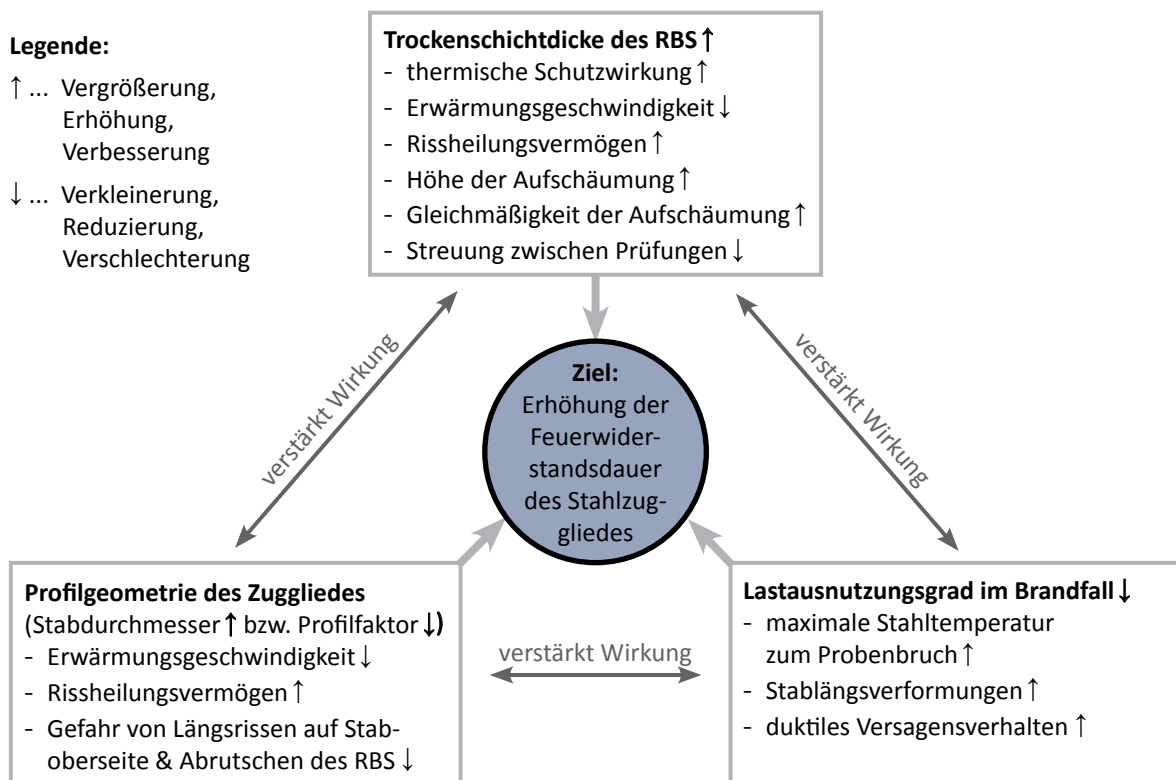 Legende:
↑ ... Vergrößerung,
Erhöhung,
Verbesserung
↓ ... Verkleinerung,
Reduzierung,
Verschlechterung
Trockenschichtdicke des RBS ↑
- thermische Schutzwirkung ↑
- Erwärmungsgeschwindigkeit ↓
- Rissheilungsvermögen ↑
- Höhe der Aufschäumung ↑
- Gleichmäßigkeit der Aufschäumung ↑
- Streuung zwischen Prüfungen ↓
verstärkt Wirkung
verstärkt Wirkung
Ziel:
Erhöhung der
Feuerwider-
standsdauer
des Stahlzug-
gliedes
Profilgeometrie des Zuggliedes
(Stabdurchmesser ↑ bzw. Profilfaktor ↓)
- Erwärmungsgeschwindigkeit ↓
- Rissheilungsvermögen ↑
- Gefahr von Längsrissen auf Stab-
oberseite & Abrutschen des RBS ↓
verstärkt Wirkung
Lastausnutzungsgrad im Brandfall ↓
- maximale Stahltemperatur
zum Probenbruch ↑
- Stablängsverformungen ↑
- duktiles Versagensverhalten ↑